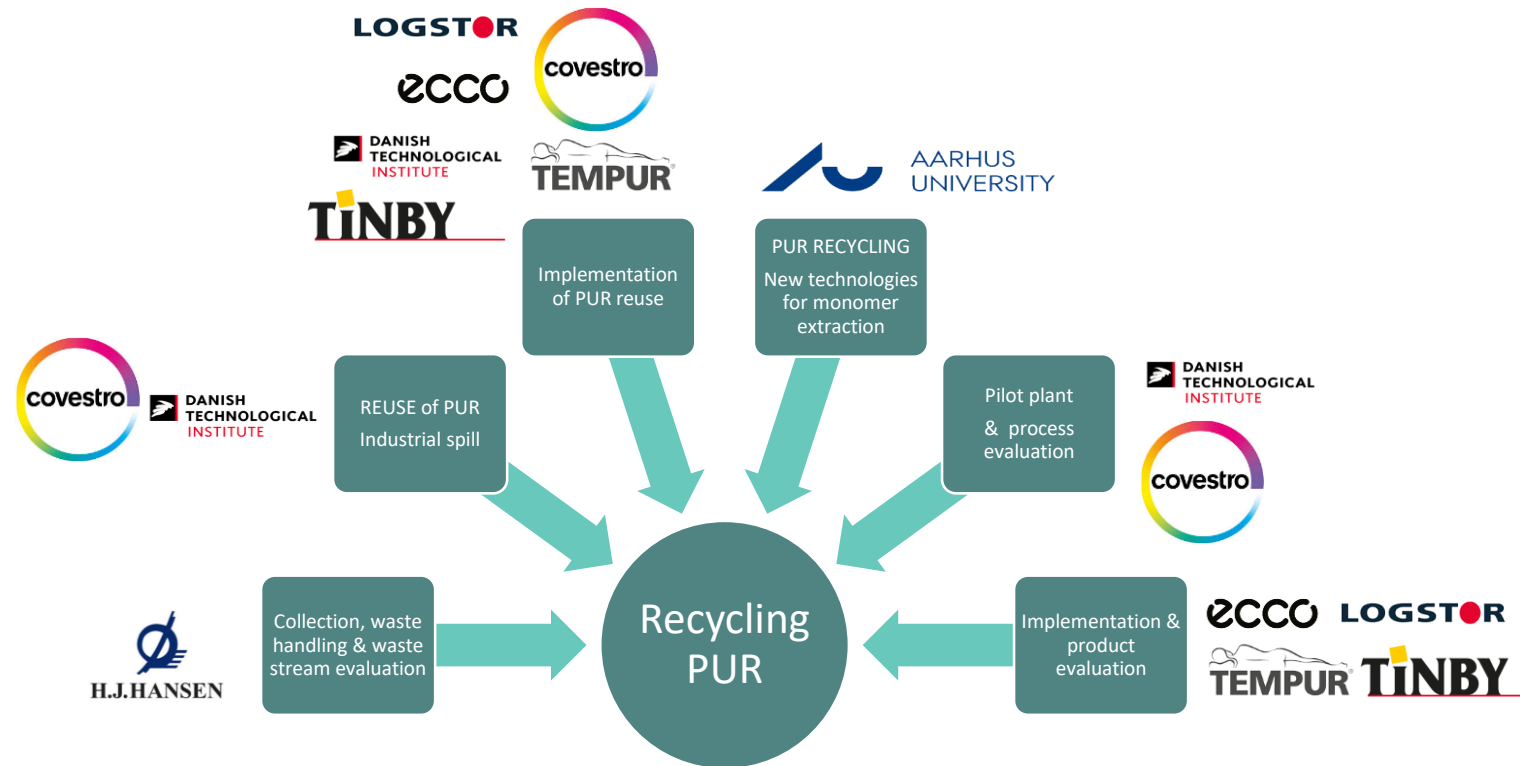 LOGSTOR
covestro
ecco
DANISH
TECHNOLOGICAL
INSTITUTE
TEMPUR®
TINBY
AARHUS
UNIVERSITY
Implementation
of PUR reuse
PUR RECYCLING
New technologies
for monomer
extraction
covestro
DANISH
TECHNOLOGICAL
INSTITUTE
REUSE of PUR
Industrial spill
Pilot plant
& process
evaluation
DANISH
TECHNOLOGICAL
INSTITUTE
covestro
H.J.HANSEN
Collection, waste
handling & waste
stream evaluation
Recycling
PUR
Implementation &
product
evaluation
ecco
LOGSTOR
TEMPUR®
TINBY